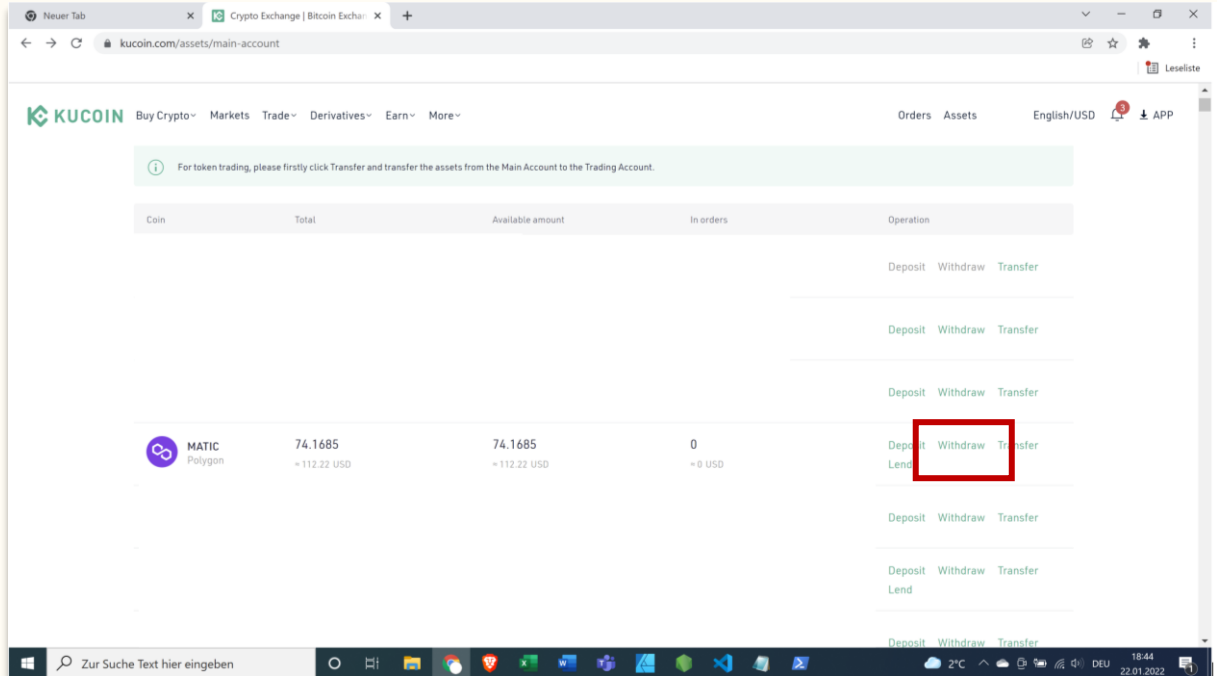 Neuer Tab
Crypto Exchange | Bitcoin Exchan
kucoin.com/assets/main-account
Leseliste
KUCOIN Buy Crypto Markets Trade Derivatives Earn More Orders Assets English/USD 3 APP
For token trading, please firstly click Transfer and transfer the assets from the Main Account to the Trading Account.
Coin Total Available amount In orders Operation
Deposit Withdraw Transfer
Deposit Withdraw Transfer
Deposit Withdraw Transfer
MATIC 74.1685 74.1685 0 Deposit Withdraw Transfer
Polygon ≈112.22 USD ≈112.22 USD ≈0 USD Lend
Deposit Withdraw Transfer
Deposit Withdraw Transfer
Lend
Deposit Withdraw Transfer
Zur Suche Text hier eingeben 2°C DEU 18:44
22.01.2022 1